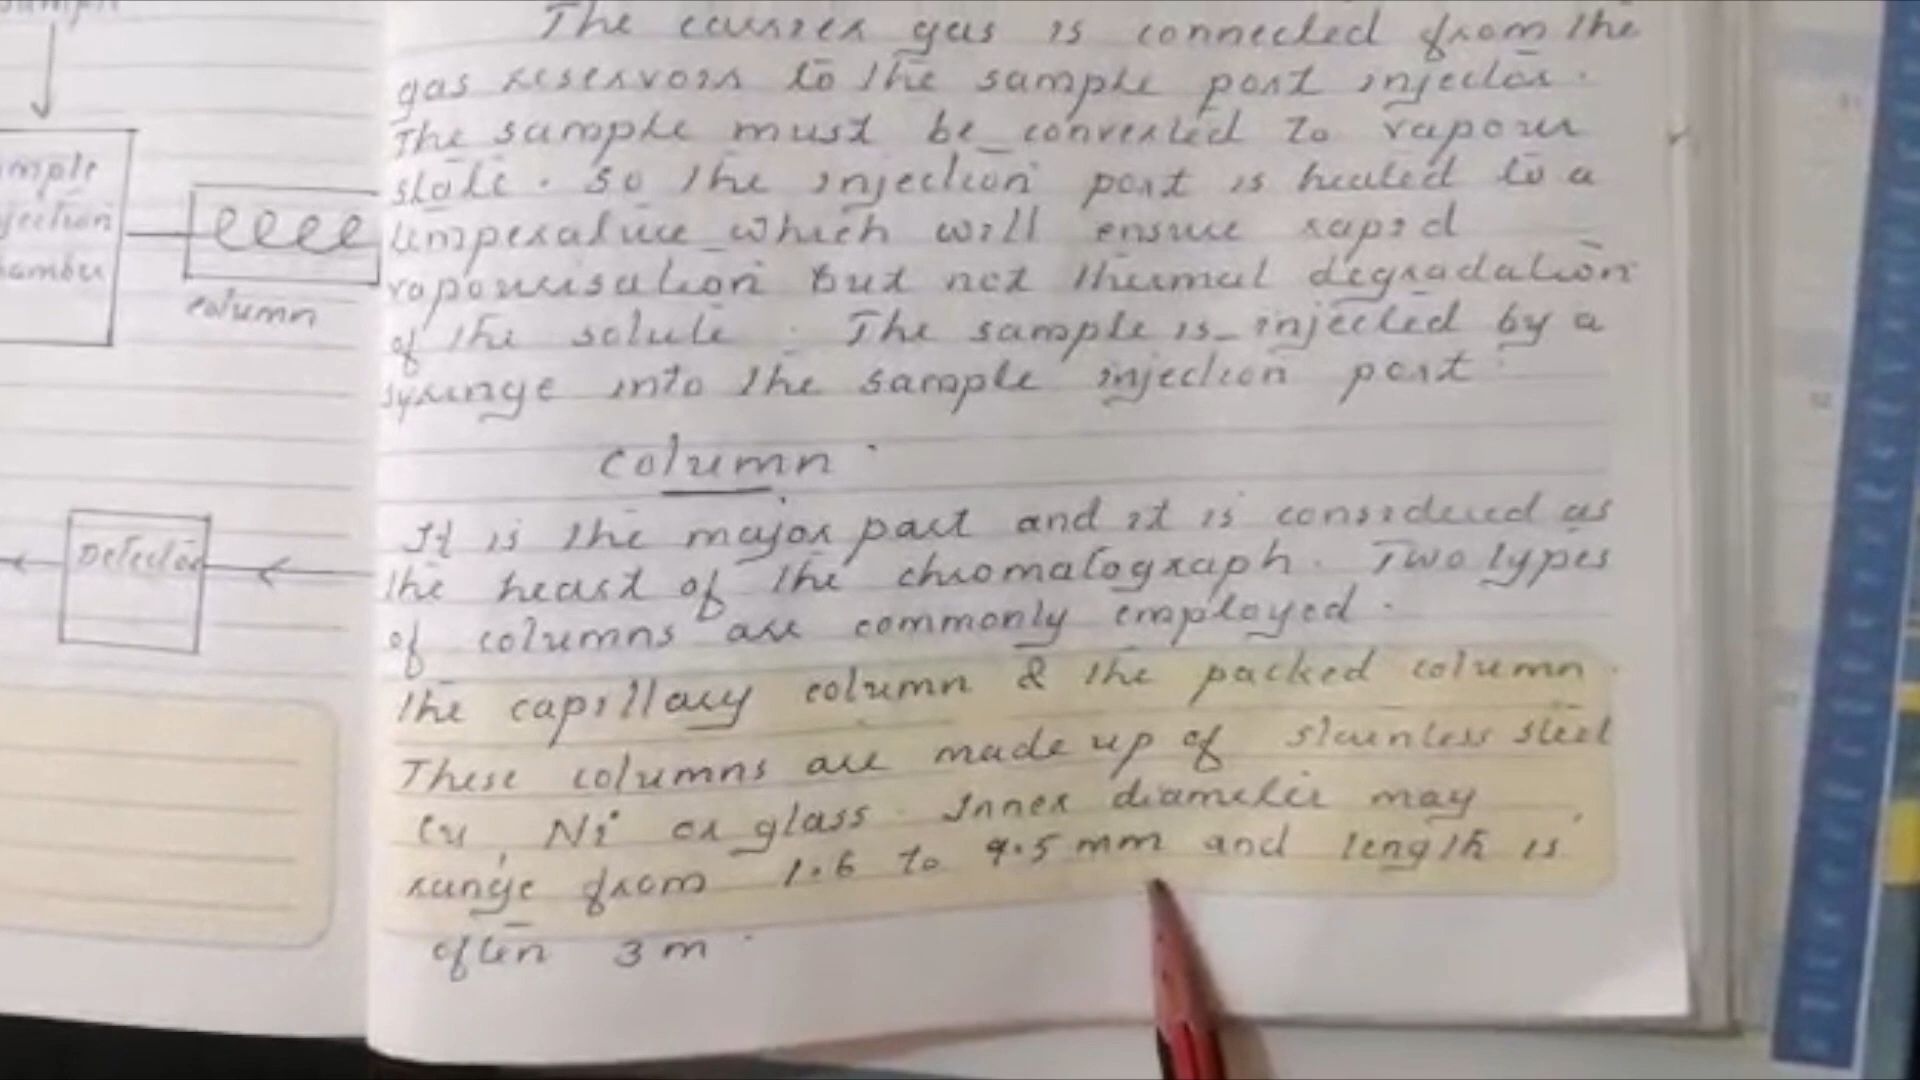 The carrier gas is connected from the
gas reservoir to the sample port injector.
The sample must be converted to vapour
state. So the injection port is heated to a
temperature which will ensure rapid
vapourisation but not thermal degradation
of the solute. The sample is injected by a
syringe into the sample injection port.
column
It is the major part and it is considered as
the heart of the chromatograph. Two types
of columns are commonly employed.
The capillary column & the packed column.
These columns are made up of stainless steel
Cu, Ni or glass. Inner diameter may
range from 1.6 to 9.5 mm and length is
often 3 m.
column
Detector